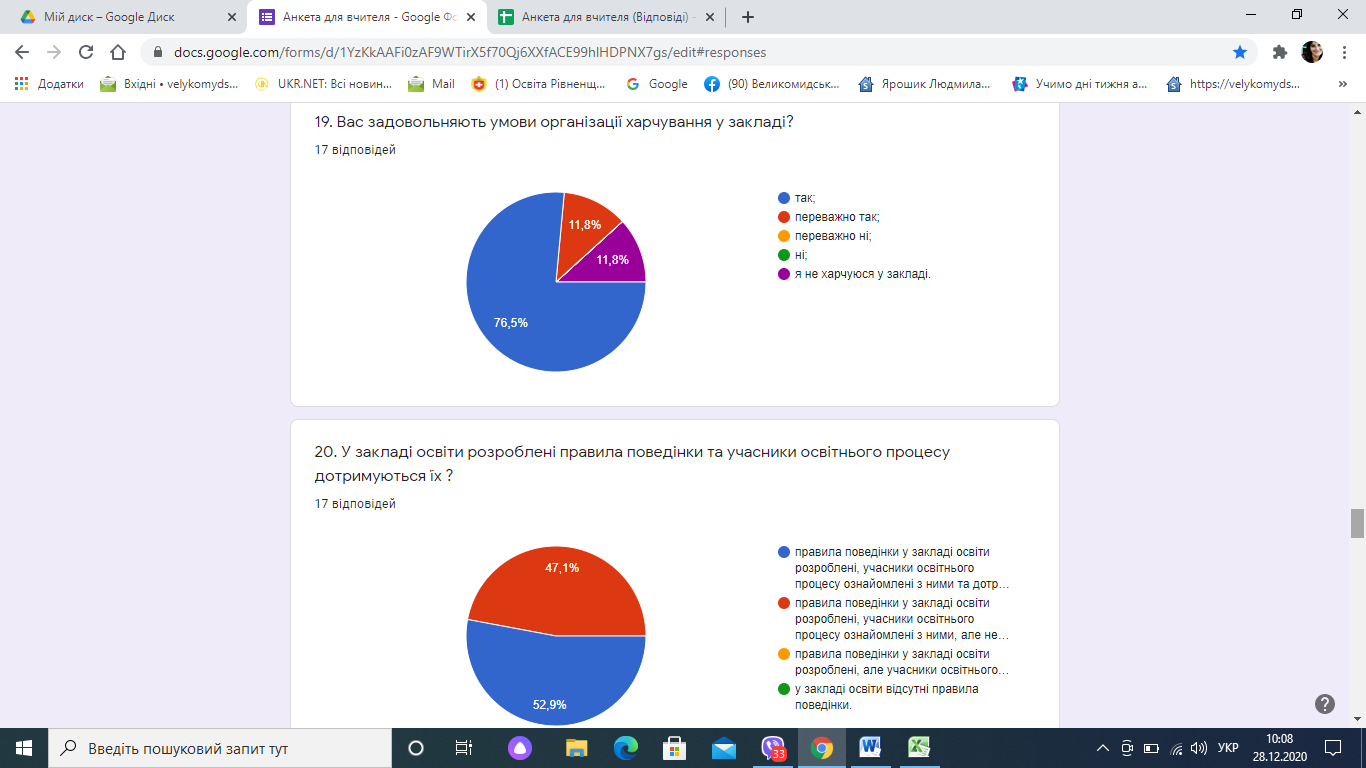 Мій диск – Google Диск
Анкета для вчителя - Google Фо
Анкета для вчителя (Відповіді) -
docs.google.com/forms/d/1YzKkAAFi0zAF9WTirX5f70Qj6XXfACE99hlHDPNX7gs/edit#responses
Додатки
Вхідні • velykomyds...
UKR.NET: Всі новин...
Mail
(1) Освіта Рівненщ...
Google
(90) Великомидськ...
Ярошик Людмила...
Учимо дні тижня а...
https://velykomyds...
»
19. Вас задовольняють умови організації харчування у закладі?
17 відповідей
так;
переважно так;
переважно ні;
ні;
я не харчуюся у закладі.
11,8%
11,8%
76,5%
20. У закладі освіти розроблені правила поведінки та учасники освітнього процесу
дотримуються їх ?
17 відповідей
правила поведінки у закладі освіти
розроблені, учасники освітнього
процесу ознайомлені з ними та дотр...
правила поведінки у закладі освіти
розроблені, учасники освітнього
процесу ознайомлені з ними, але не...
правила поведінки у закладі освіти
розроблені, але учасники освітнього...
у закладі освіти відсутні правила
поведінки.
47,1%
52,9%
Введіть пошуковий запит тут
33
УКР
10:08
28.12.2020